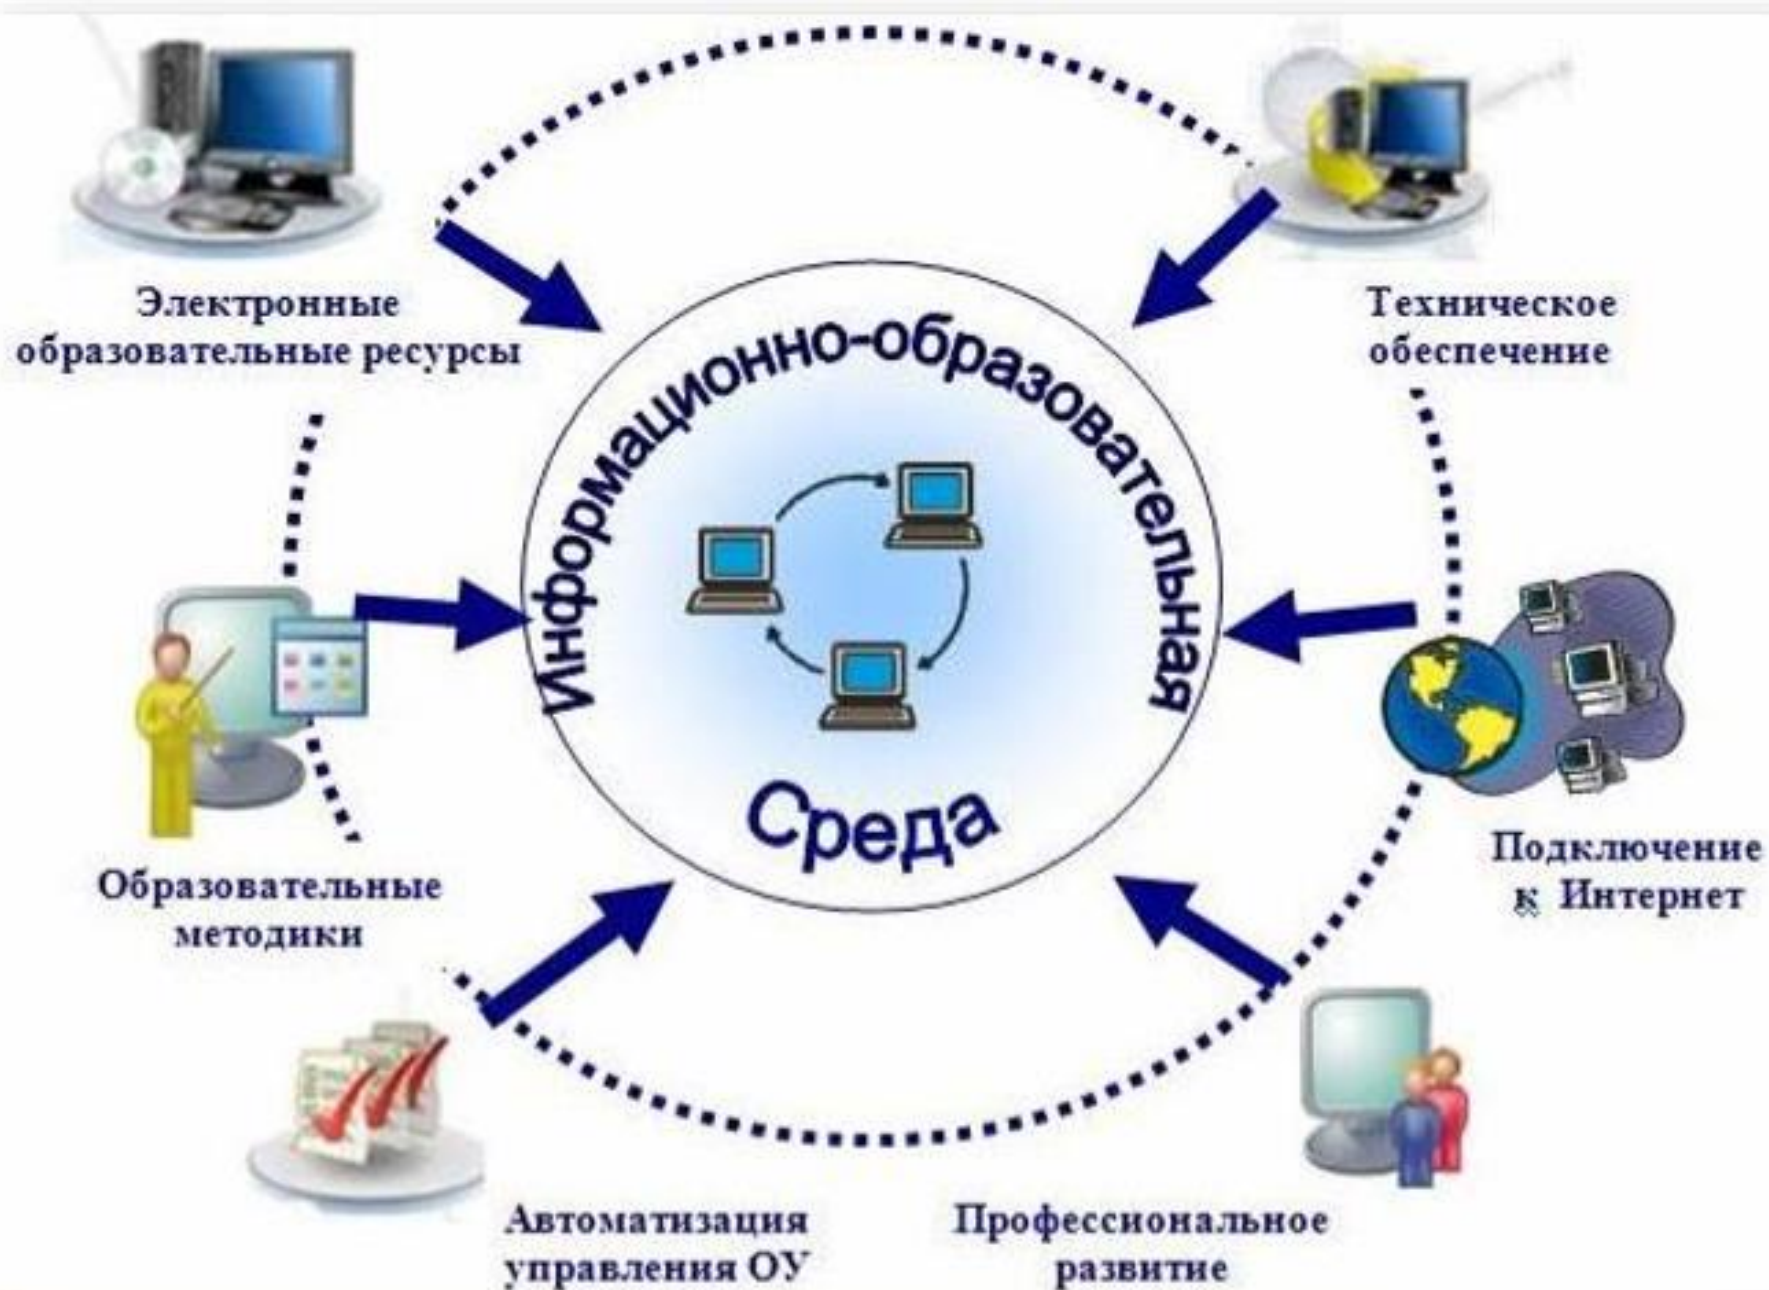 Электронные
образовательные ресурсы
Техническое
обеспечение
Информационно-образовательная
Среда
Образовательные
методики
Подключение
к Интернет
Автоматизация
управления ОУ
Профессиональное
развитие